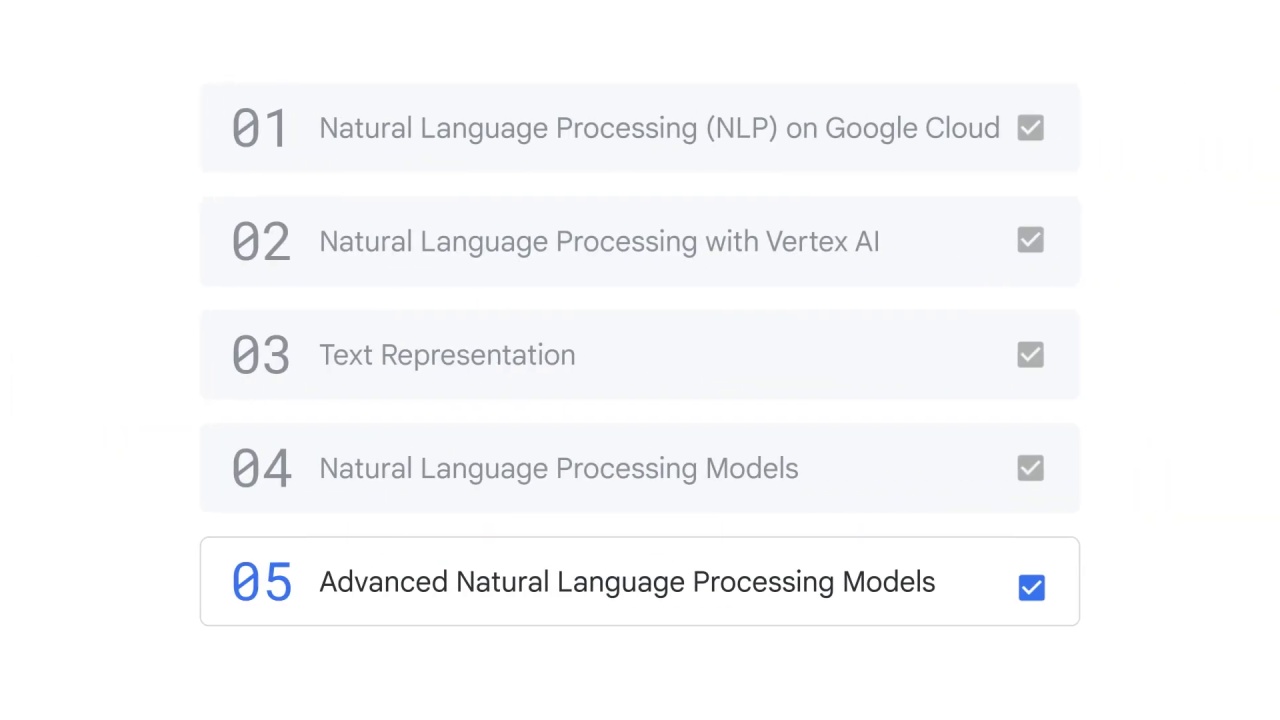 01 Natural Language Processing (NLP) on Google Cloud
02 Natural Language Processing with Vertex AI
03 Text Representation
04 Natural Language Processing Models
05 Advanced Natural Language Processing Models